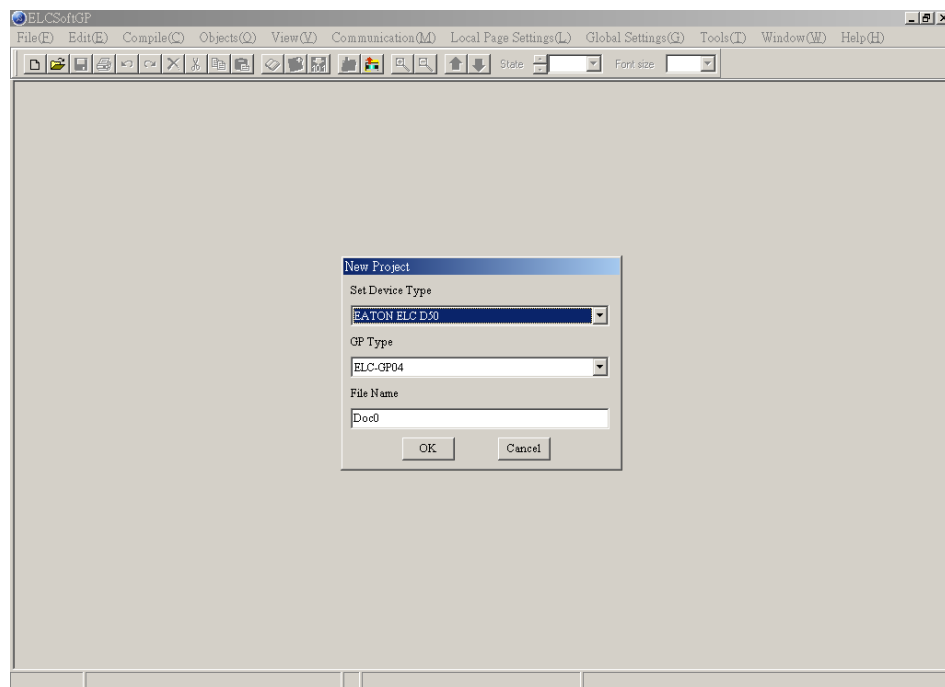 ELCSoftGP
File(F) Edit(E) Compile(C) Objects(O) View(V) Communication(M) Local Page Settings(L) Global Settings(G) Tools(T) Window(W) Help(H)
State Font size
New Project
Set Device Type
EATON ELC D50
GP Type
ELC-GP04
File Name
Doc0
OK Cancel